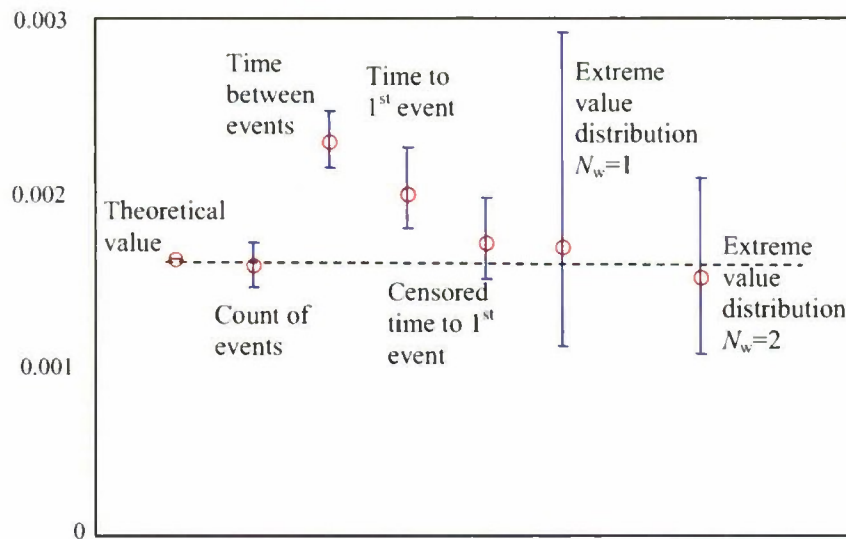 0.003
Time
between
events
Time to
1st event
Extreme
value
distribution
Nw=1
0.002
Theoretical
value
Extreme
value
distribution
Nw=2
Count of
events
Censored
time to 1st
event
0.001
0